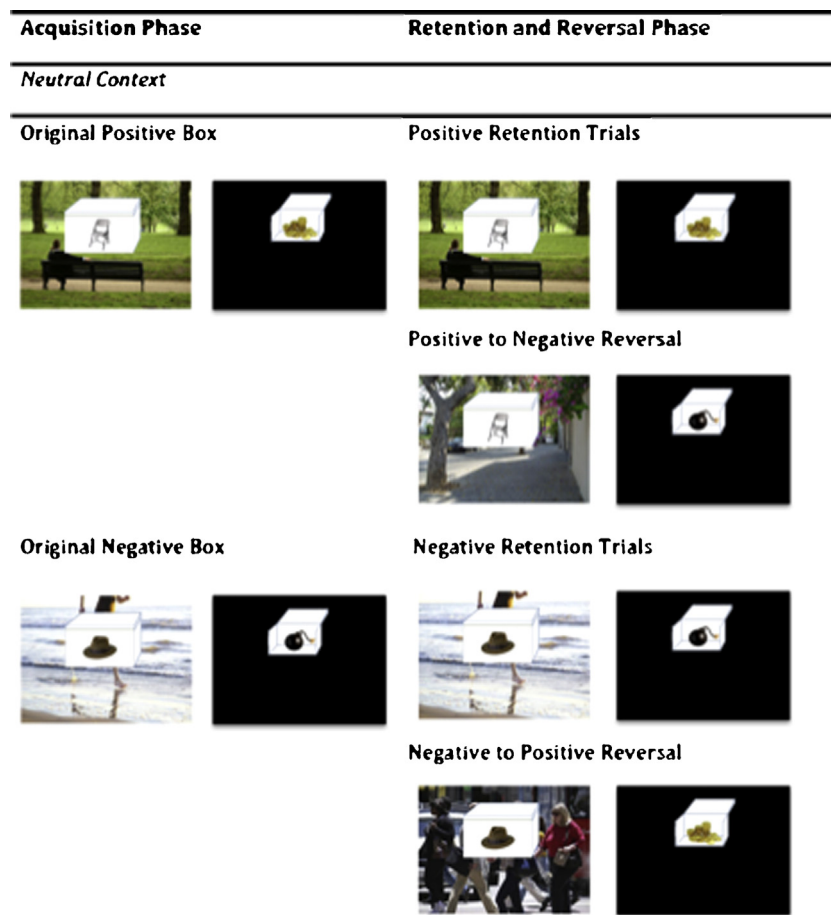 Acquisition Phase
Retention and Reversal Phase
Neutral Context
Original Positive Box
Positive Retention Trials
Positive to Negative Reversal
Original Negative Box
Negative Retention Trials
Negative to Positive Reversal